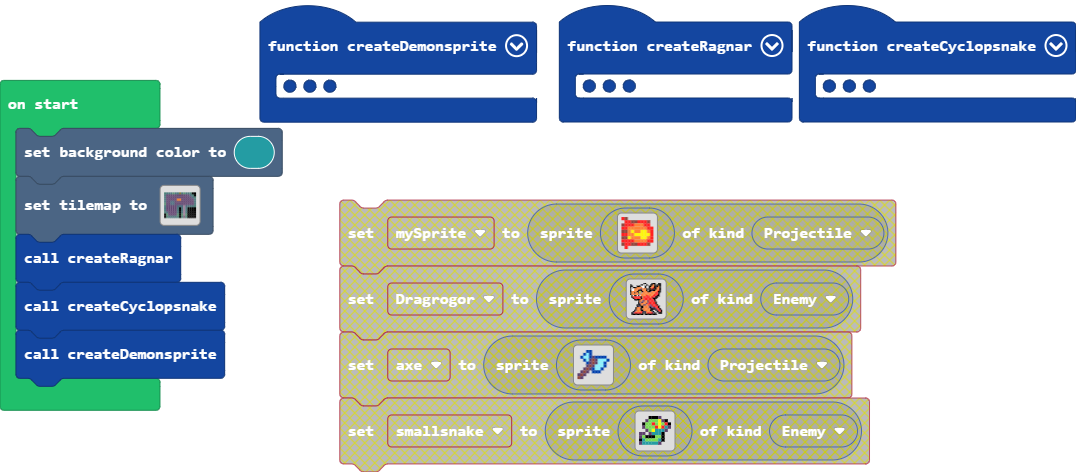 function createDemonsprite
function createRagnar
function createCyclopsnake
on start
set background color to
set tilemap to
call createRagnar
call createCyclopsnake
call createDemonsprite
set mySprite to sprite of kind Projectile
set Dragrogor to sprite of kind Enemy
set axe to sprite of kind Projectile
set smallsnake to sprite of kind Enemy